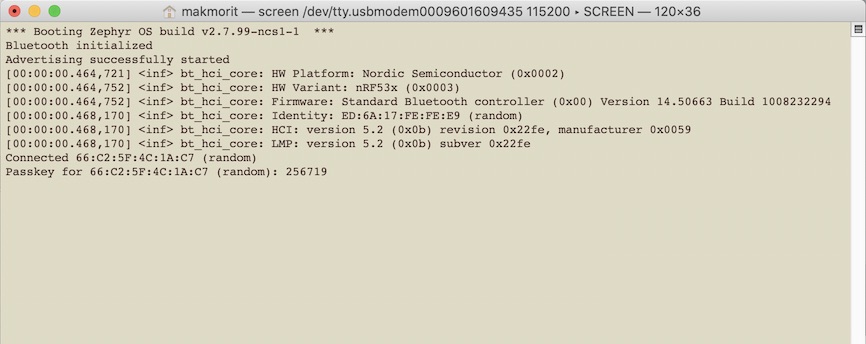 makmorit — screen /dev/tty.usbmodem0009601609435 115200 ▸ SCREEN — 120×36
*** Booting Zephyr OS build v2.7.99-ncs1-1  ***
Bluetooth initialized
Advertising successfully started
[00:00:00.464,721] <inf> bt_hci_core: HW Platform: Nordic Semiconductor (0x0002)
[00:00:00.464,752] <inf> bt_hci_core: HW Variant: nRF53x (0x0003)
[00:00:00.464,752] <inf> bt_hci_core: Firmware: Standard Bluetooth controller (0x00) Version 14.50663 Build 1008232294
[00:00:00.468,170] <inf> bt_hci_core: Identity: ED:6A:17:FE:FE:E9 (random)
[00:00:00.468,170] <inf> bt_hci_core: HCI: version 5.2 (0x0b) revision 0x22fe, manufacturer 0x0059
[00:00:00.468,170] <inf> bt_hci_core: LMP: version 5.2 (0x0b) subver 0x22fe
Connected 66:C2:5F:4C:1A:C7 (random)
Passkey for 66:C2:5F:4C:1A:C7 (random): 256719